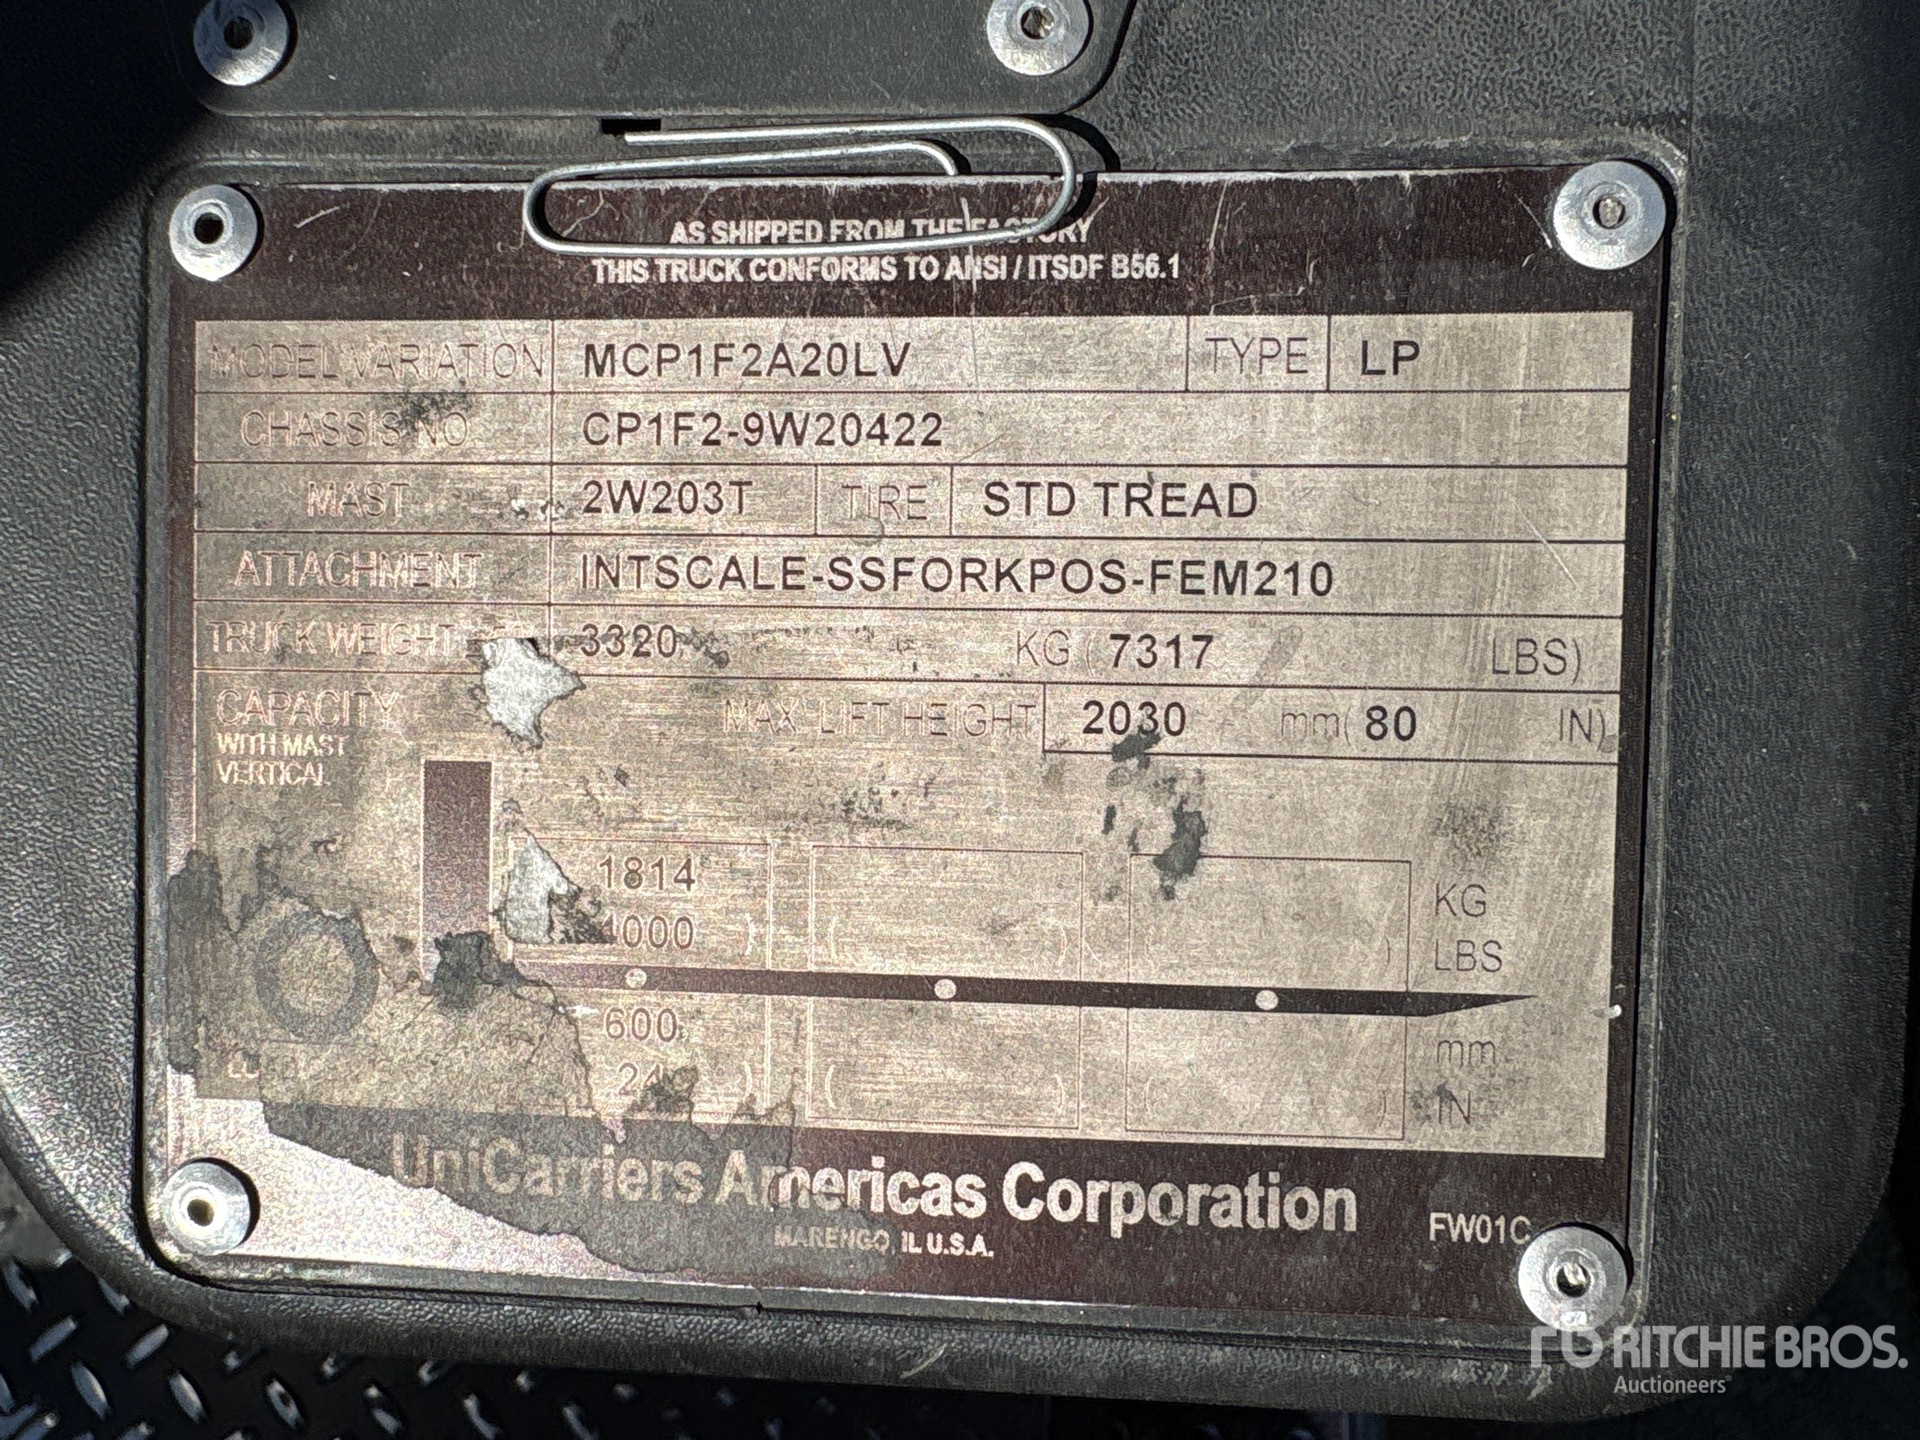 AS SHIPPED FROM THE FACTORY
THIS TRUCK CONFORMS TO ANSI / ITSDF B56.1
MODEL VARIATION MCP1F2A20LV TYPE LP
CHASSIS NO. CP1F2-9W20422
MAST 2W203T TIRE STD TREAD
ATTACHMENT INTSCALE-SSFORKPOS-FEM210
TRUCK WEIGHT 3320 KG ( 7317 LBS)
CAPACITY MAX. LIFT HEIGHT 2030 mm( 80 IN)
WITH MAST
VERTICAL
1814 KG
4000 ) ( ) ( ) LBS
600 mm
24 ) ( ) ( ) IN
UniCarriers Americas Corporation
MARENGO, IL U.S.A.
FW01C
RITCHIE BROS.
Auctioneers